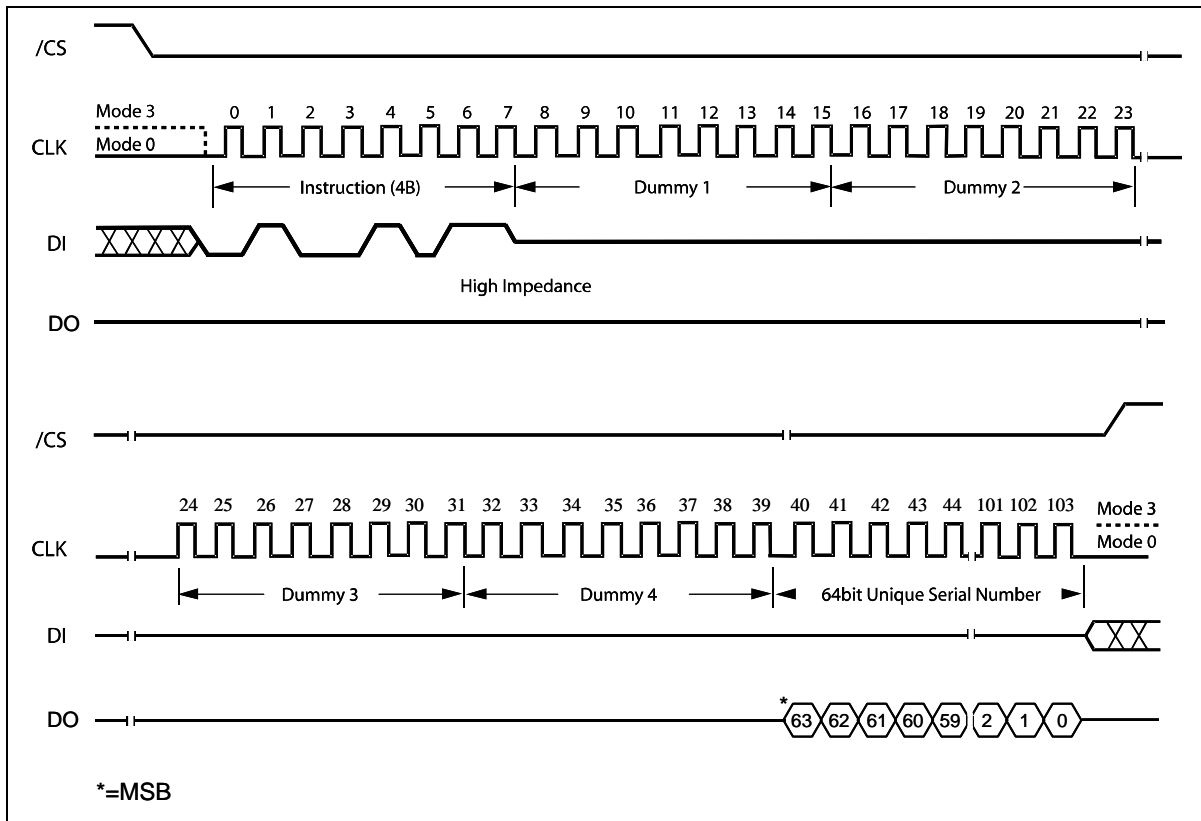 /CS
Mode 3
0 1 2 3 4 5 6 7 8 9 10 11 12 13 14 15 16 17 18 19 20 21 22 23
CLK
Mode 0
Instruction (4B)
Dummy 1
Dummy 2
DI
High Impedance
DO
/CS
24 25 26 27 28 29 30 31 32 33 34 35 36 37 38 39 40 41 42 43 44 101 102 103
Mode 3
CLK
Mode 0
Dummy 3
Dummy 4
64bit Unique Serial Number
DI
*
DO
63 62 61 60 59 2 1 0
*=MSB